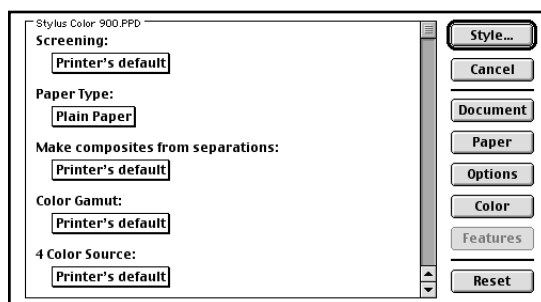 Stylus Color 900.PPD
Screening:
Printer's default
Paper Type:
Plain Paper
Make composites from separations:
Printer's default
Color Gamut:
Printer's default
4 Color Source:
Printer's default
Style...
Cancel
Document
Paper
Options
Color
Features
Reset